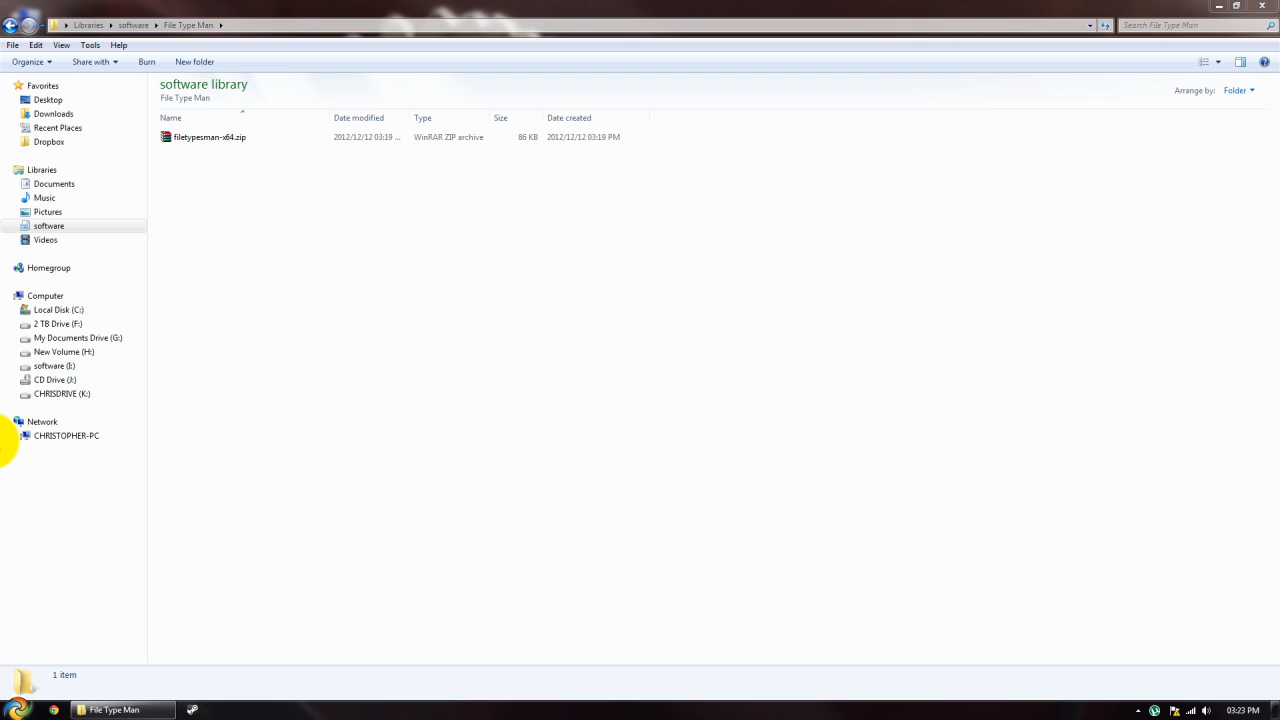 Libraries software File Type Man
Search File Type Man
File Edit View Tools Help
Organize Share with Burn New folder
Favorites
Desktop
Downloads
Recent Places
Dropbox
Libraries
Documents
Music
Pictures
software
Videos
Homegroup
Computer
Local Disk (C:)
2 TB Drive (F:)
My Documents Drive (G:)
New Volume (H:)
software (I:)
CD Drive (J:)
CHRISDRIVE (K:)
Network
CHRISTOPHER-PC
software library
File Type Man
Arrange by: Folder
Name Date modified Type Size Date created
filetypesman-x64.zip 2012/12/12 03:19 ... WinRAR ZIP archive 86 KB 2012/12/12 03:19 PM
1 item
File Type Man
03:23 PM